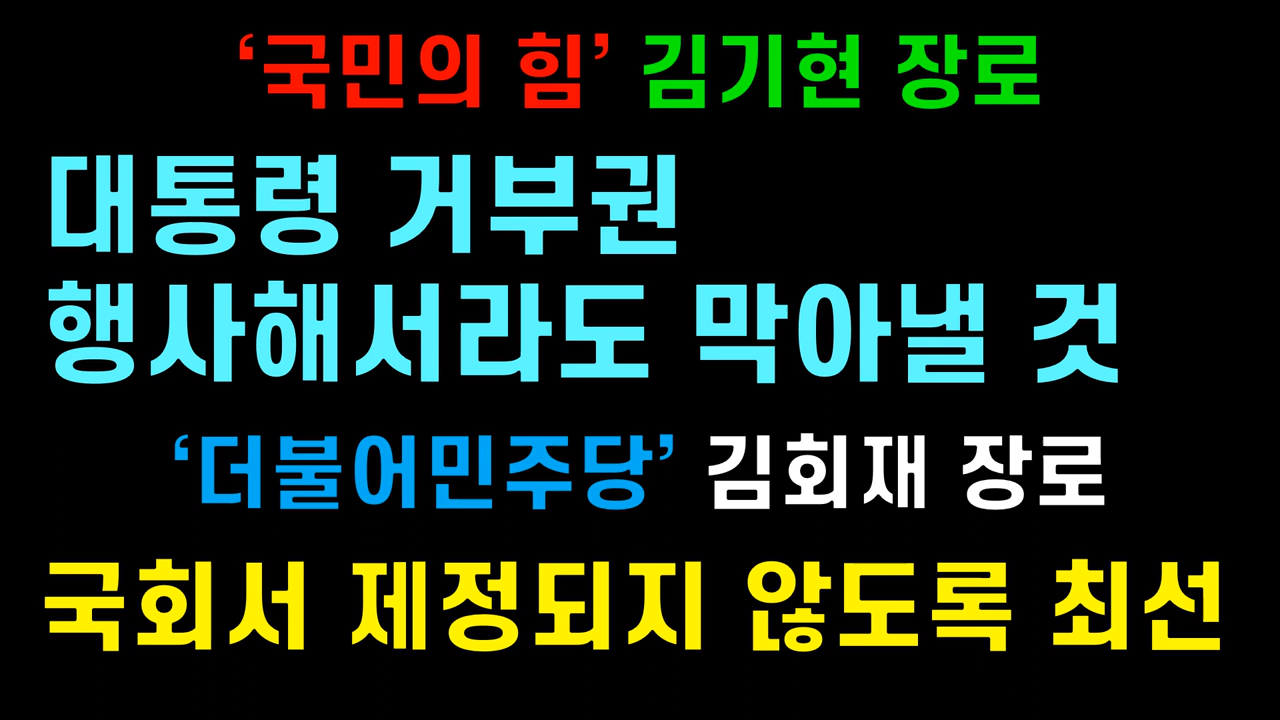 ‘국민의 힘’ 김기현 장로
대통령 거부권
행사해서라도 막아낼 것
‘더불어민주당’ 김회재 장로
국회서 제정되지 않도록 최선